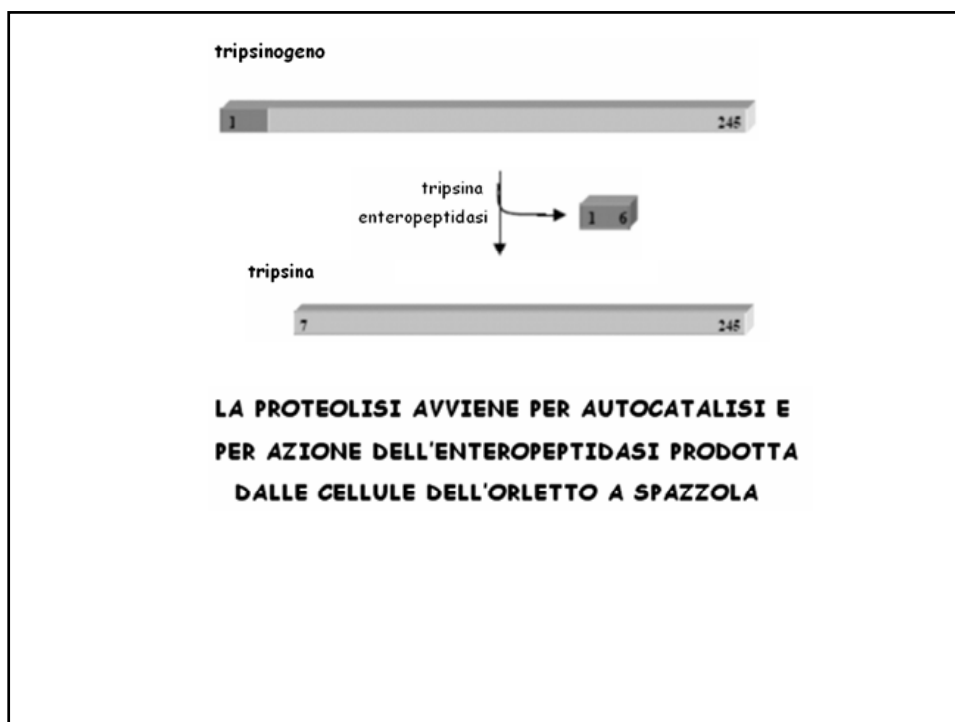 tripsinogeno
1 245
tripsina
enteropeptidasi
1 6
tripsina
7 245
LA PROTEOLISI AVVIENE PER AUTOCATALISI E
PER AZIONE DELL'ENTEROPEPTIDASI PRODOTTA
DALLE CELLULE DELL'ORLETTO A SPAZZOLA